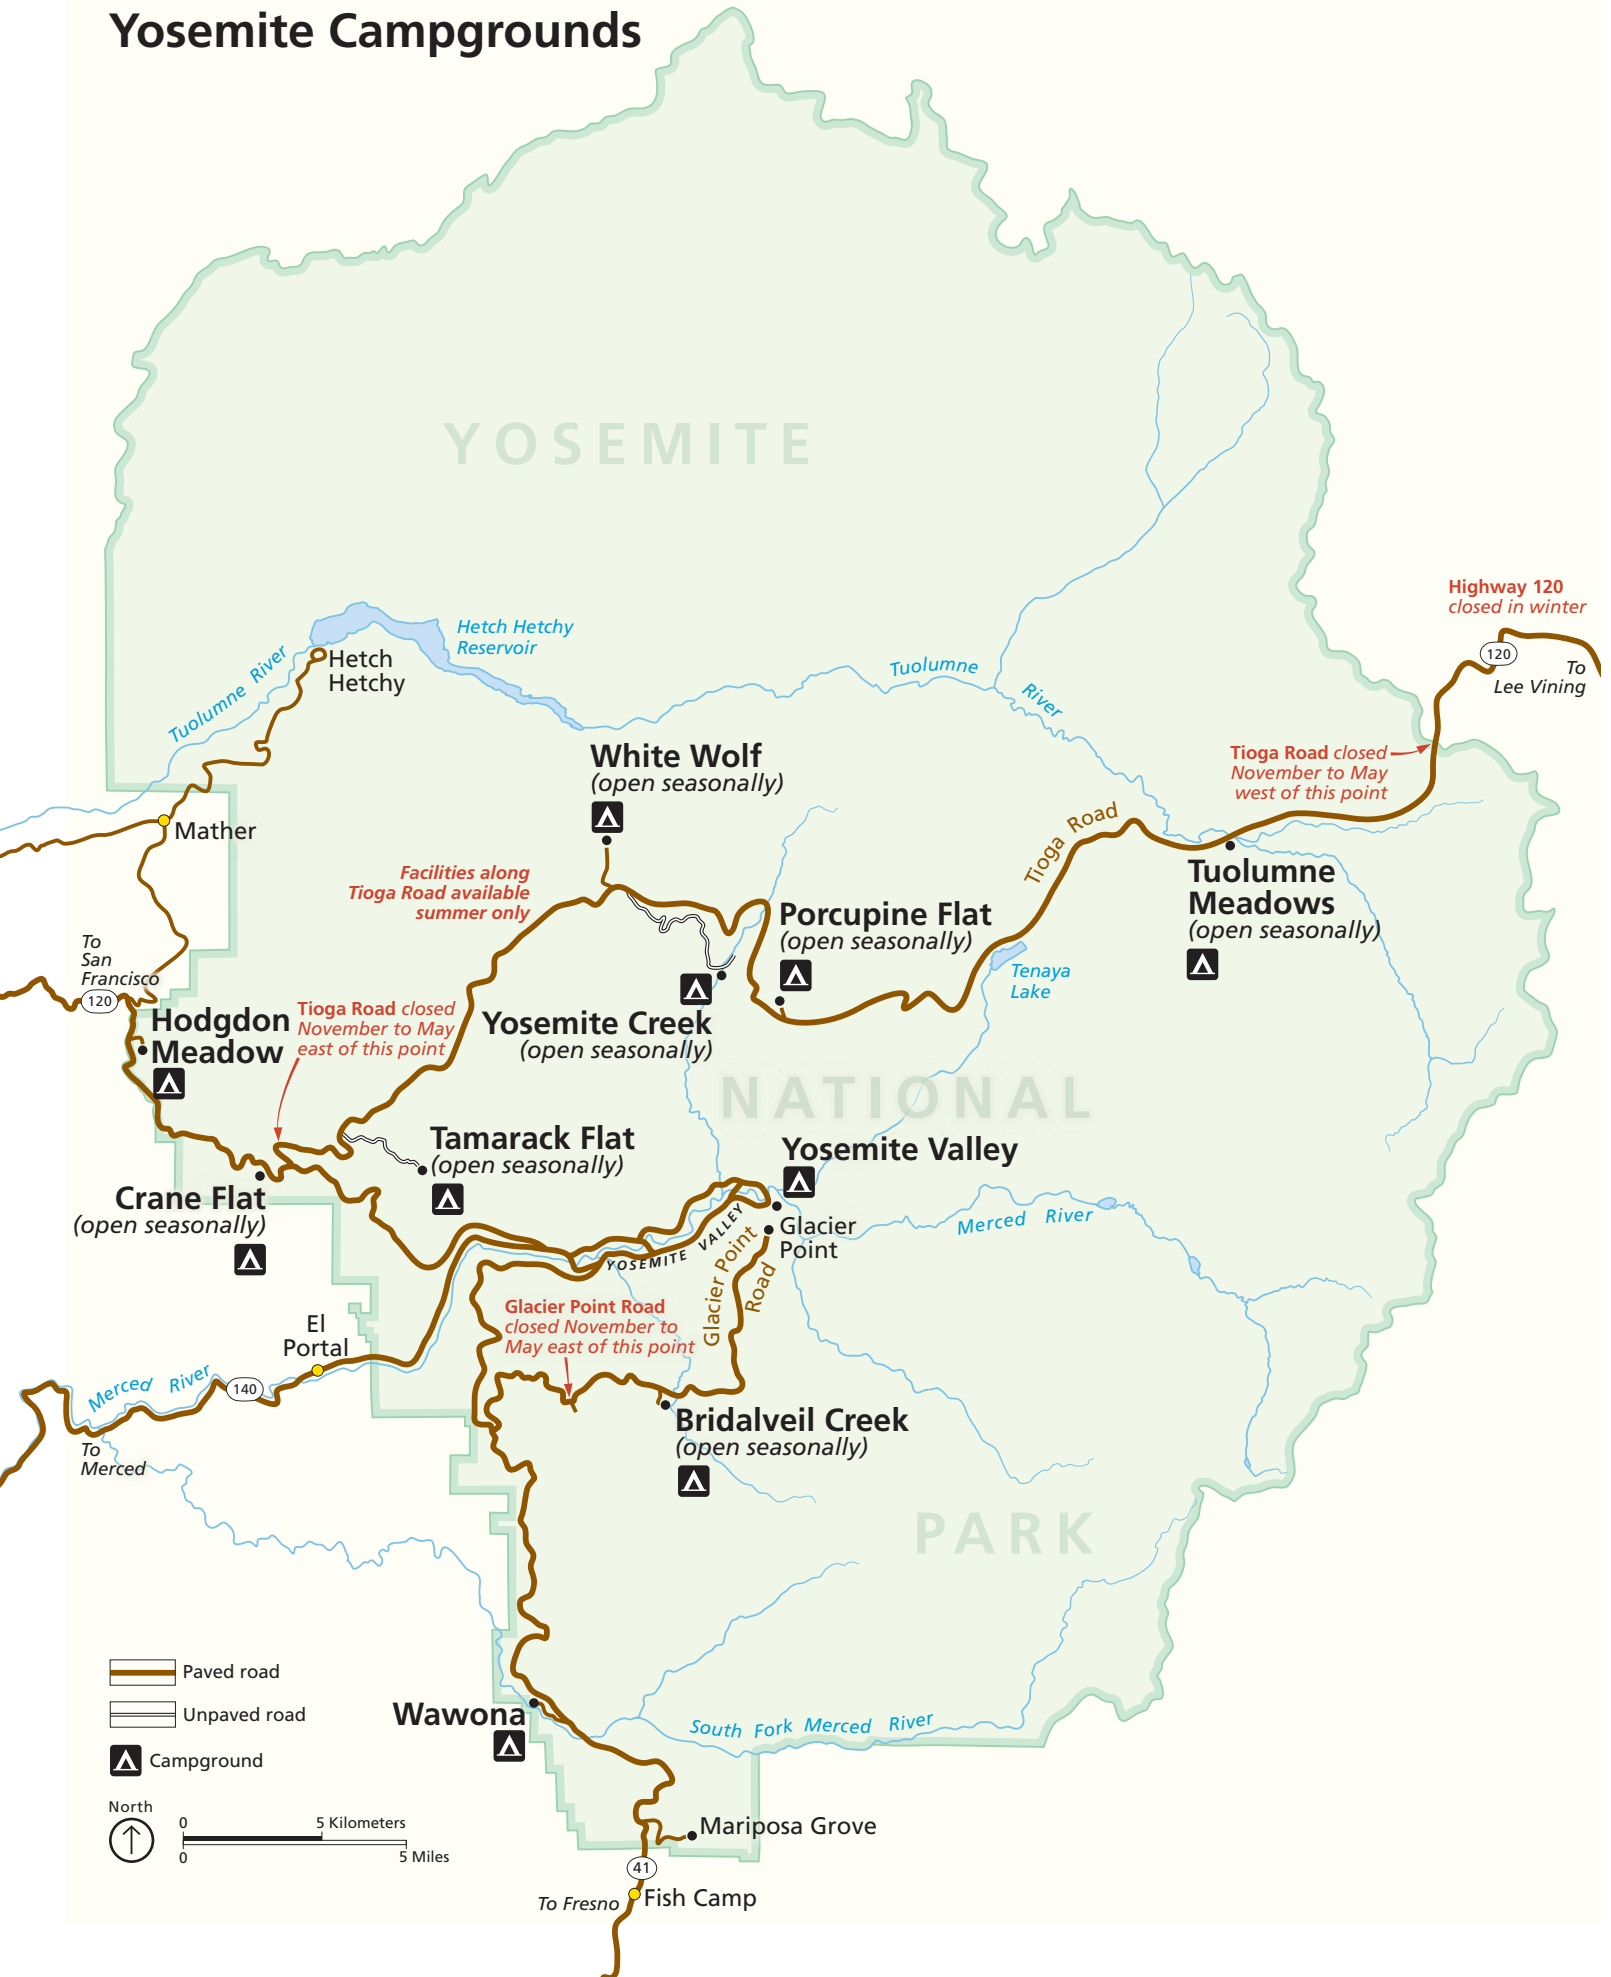 Yosemite Campgrounds
YOSEMITE
Highway 120
closed in winter
120
To
Lee Vining
Hetch Hetchy
Reservoir
Tuolumne River
Hetch
Hetchy
Tuolumne River
White Wolf
(open seasonally)
Tioga Road closed
November to May
west of this point
Mather
Tioga Road
Facilities along
Tioga Road available
summer only
Tuolumne
Meadows
(open seasonally)
Porcupine Flat
(open seasonally)
To
San
Francisco
120
Tenaya
Lake
Hodgdon
Meadow
Tioga Road closed
November to May
east of this point
Yosemite Creek
(open seasonally)
NATIONAL
Tamarack Flat
(open seasonally)
Yosemite Valley
Crane Flat
(open seasonally)
Merced River
Glacier
Point
YOSEMITE VALLEY
Glacier Point
Road
El
Portal
Glacier Point Road
closed November to
May east of this point
Merced River
140
To
Merced
Bridalveil Creek
(open seasonally)
PARK
Paved road
Unpaved road
Campground
Wawona
South Fork Merced River
North
0
5 Kilometers
0
5 Miles
Mariposa Grove
41
To Fresno
Fish Camp